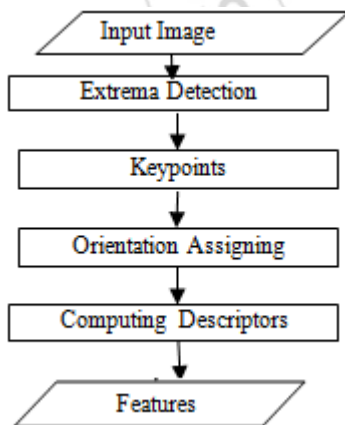 Input Image
Extrema Detection
Keypoints
Orientation Assigning
Computing Descriptors
Features